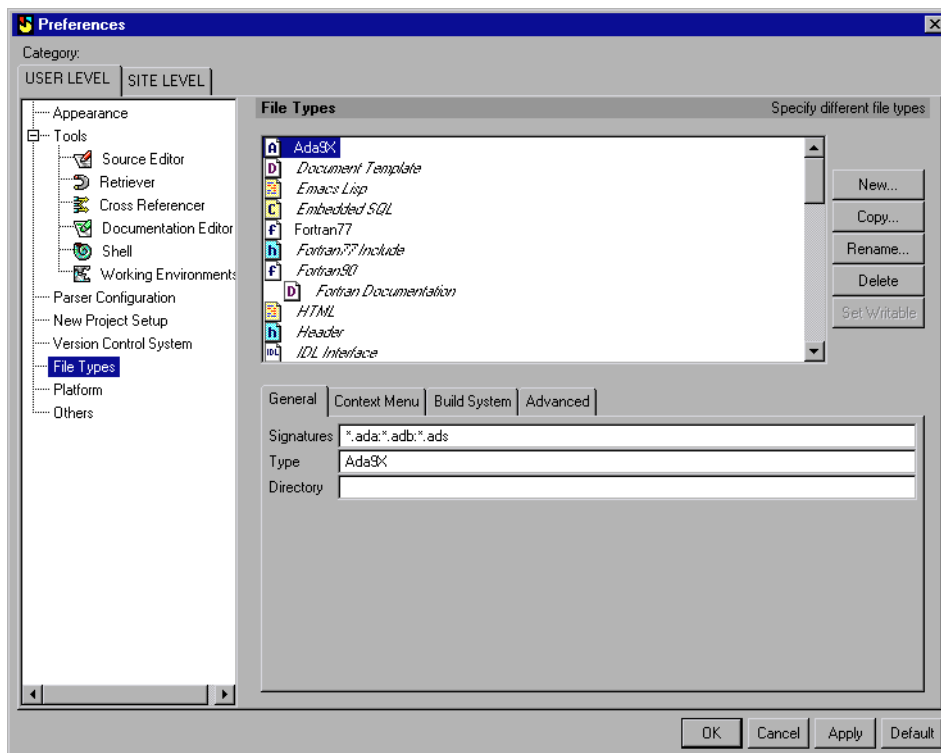 Preferences
Category:
USER LEVEL SITE LEVEL
Appearance
Tools
Source Editor
Retriever
Cross Referencer
Documentation Editor
Shell
Working Environments
Parser Configuration
New Project Setup
Version Control System
File Types
Platform
Others
File Types Specify different file types
A Ada9X
D Document Template
Emacs Lisp
C Embedded SQL
f Fortran77
h Fortran77 Include
f Fortran90
D Fortran Documentation
HTML
h Header
IDL IDL Interface
New...
Copy...
Rename...
Delete
Set Writable
General Context Menu Build System Advanced
Signatures *.ada:*.adb:*.ads
Type Ada9X
Directory
OK Cancel Apply Default